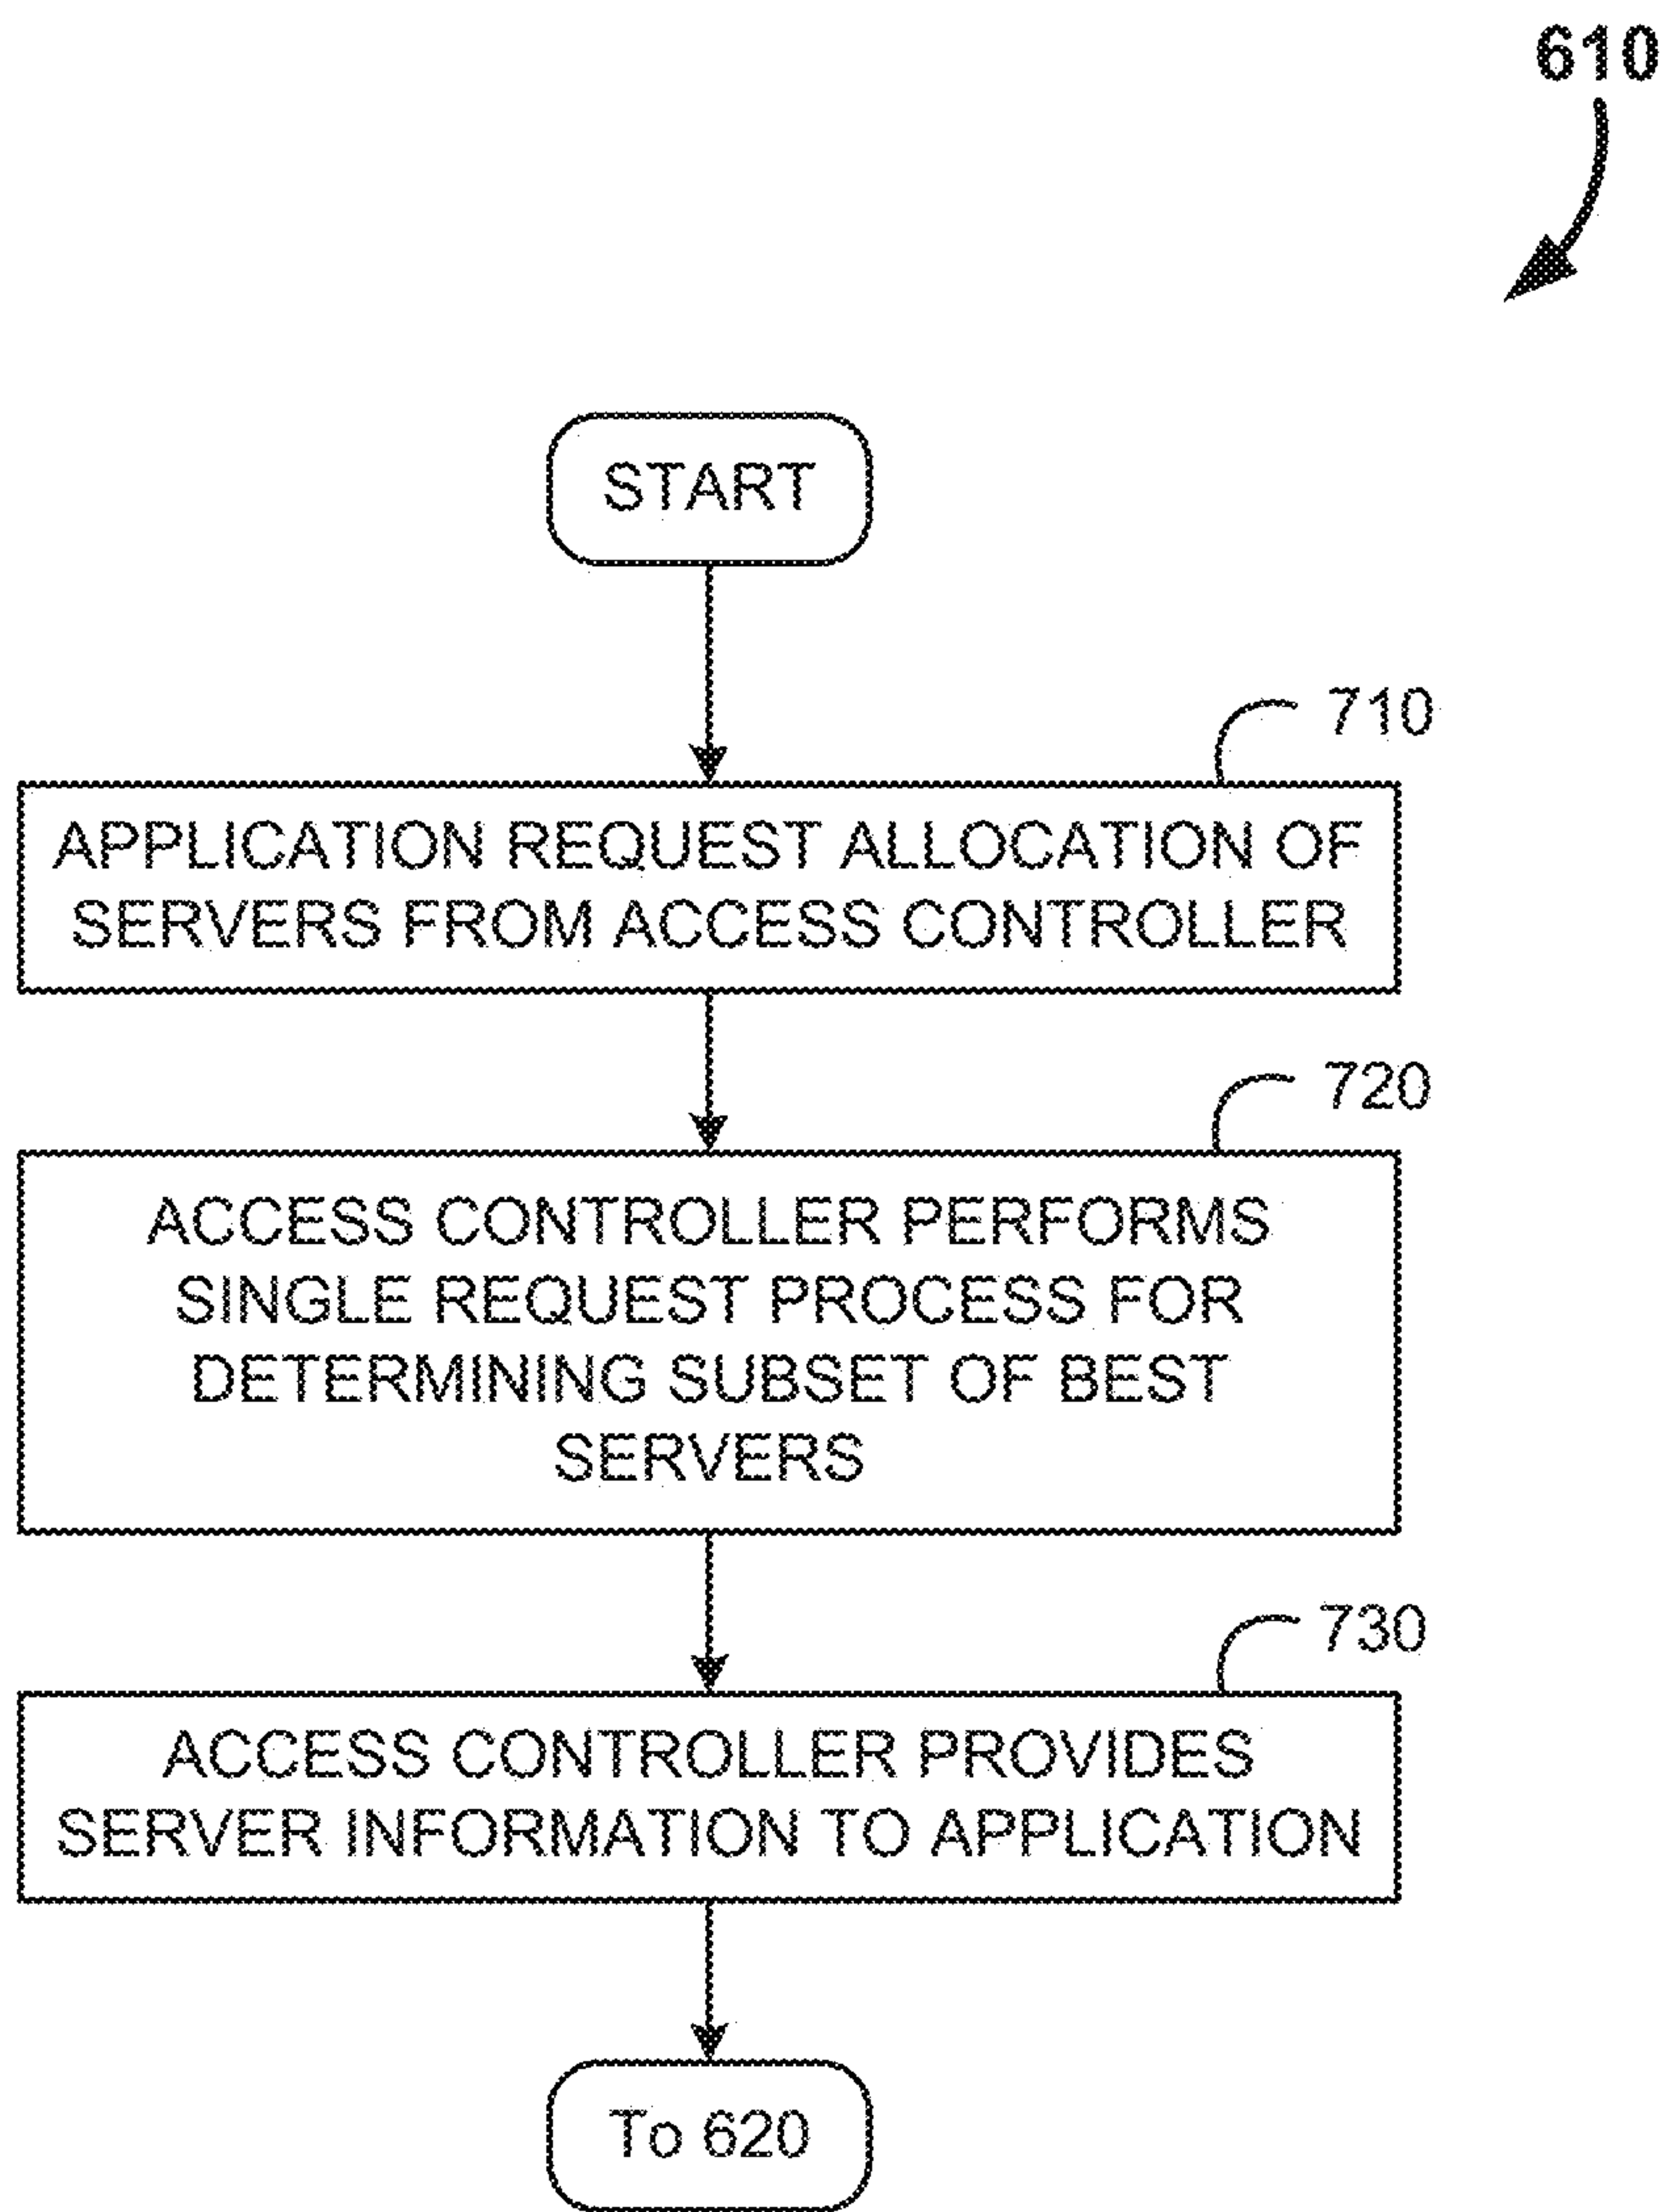 610
START
710
APPLICATION REQUEST ALLOCATION OF
SERVERS FROM ACCESS CONTROLLER
720
ACCESS CONTROLLER PERFORMS
SINGLE REQUEST PROCESS FOR
DETERMINING SUBSET OF BEST
SERVERS
730
ACCESS CONTROLLER PROVIDES
SERVER INFORMATION TO APPLICATION
To 620